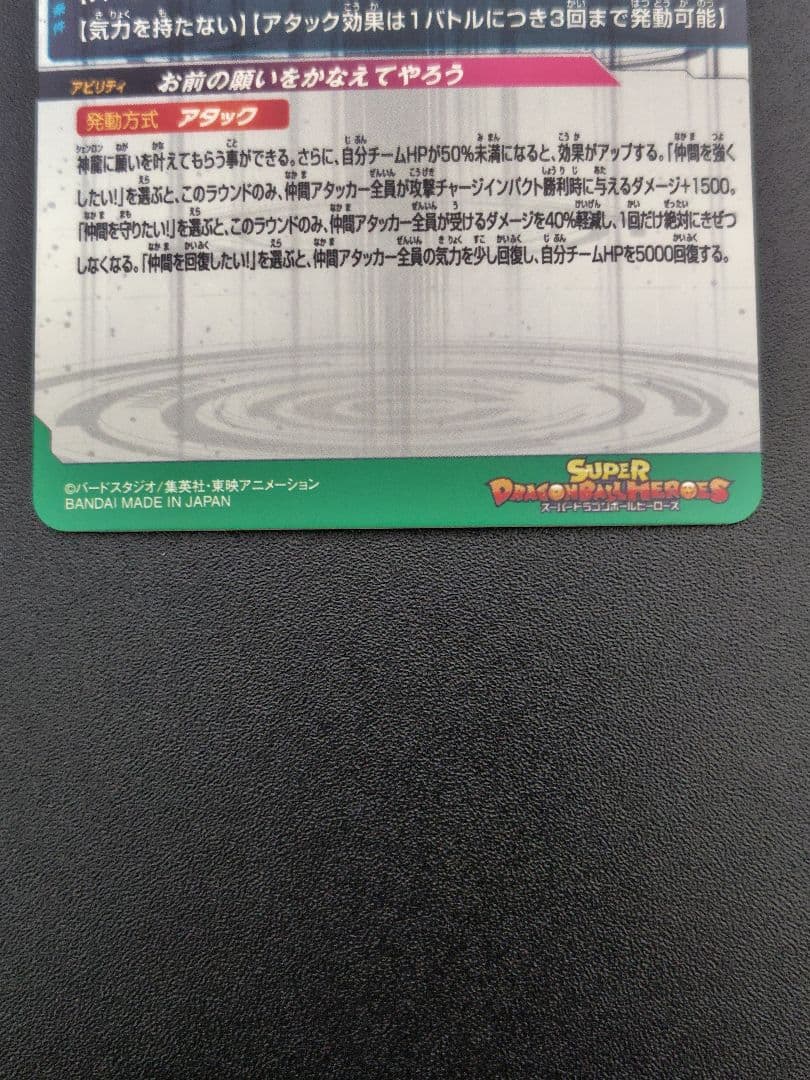 【気力を持たない】【アタック効果は1バトルにつき3回まで発動可能】
アビリティ お前の願いをかなえてやろう
発動方式 アタック
神龍に願いを叶えてもらう事ができる。さらに、自分チームHPが50%未満になると、効果がアップする。「仲間を強く
したい!」を選ぶと、このラウンドのみ、仲間アタッカー全員が攻撃チャージインパクト勝利時に与えるダメージ+1500。
「仲間を守りたい!」を選ぶと、このラウンドのみ、仲間アタッカー全員が受けるダメージを40%軽減し、1回だけ絶対にきぜつ
しなくなる。「仲間を回復したい!」を選ぶと、仲間アタッカー全員の気力を少し回復し、自分チームHPを5000回復する。
©バードスタジオ/集英社・東映アニメーション
BANDAI MADE IN JAPAN
SUPER
DRAGONBALL HEROES
スーパードラゴンボールヒーローズ